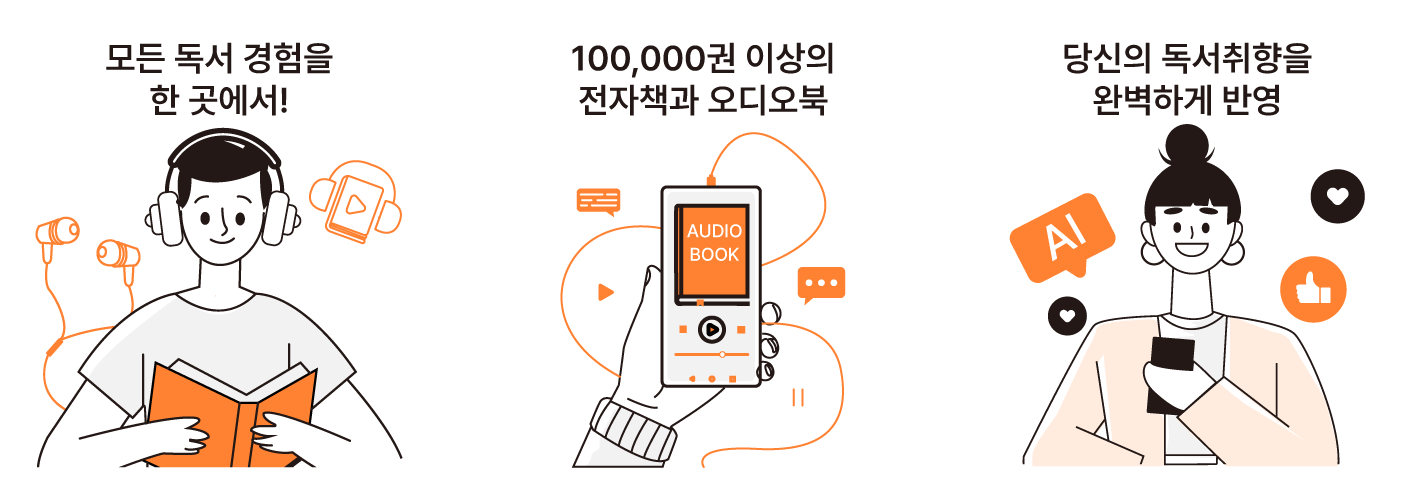 모든 독서 경험을
한 곳에서!
100,000권 이상의
전자책과 오디오북
AUDIO
BOOK
당신의 독서취향을
완벽하게 반영
AI